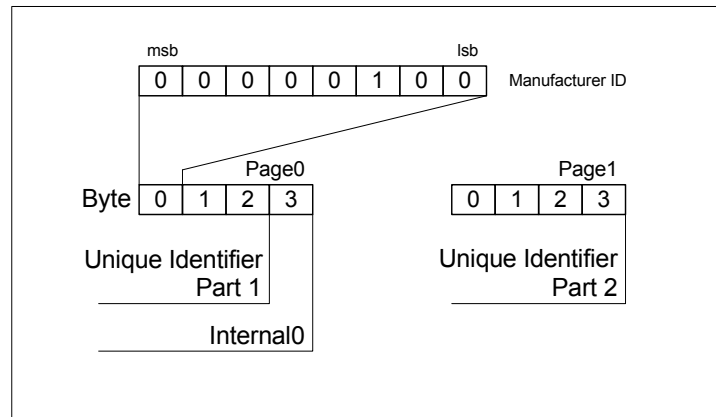 msb lsb
0 0 0 0 0 1 0 0 Manufacturer ID
Page0 Page1
Byte 0 1 2 3 0 1 2 3
Unique Identifier Unique Identifier
Part 1 Part 2
Internal0